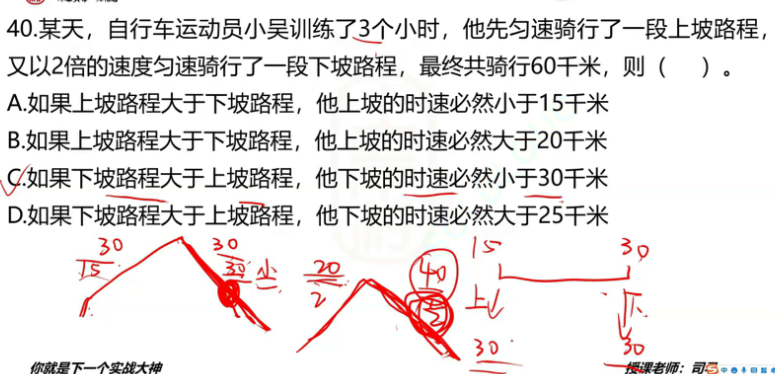 40.某天，自行车运动员小吴训练了3个小时，他先匀速骑行了一段上坡路程，
又以2倍的速度匀速骑行了一段下坡路程，最终共骑行60千米，则（ ）。
A.如果上坡路程大于下坡路程，他上坡的时速必然小于15千米
B.如果上坡路程大于下坡路程，他上坡的时速必然大于20千米
C.如果下坡路程大于上坡路程，他下坡的时速必然小于30千米
D.如果下坡路程大于上坡路程，他下坡的时速必然大于25千米
30 30 15 30
15 30 20 40
2 上 下
30 30
你就是下一个实战大神 授课老师：司